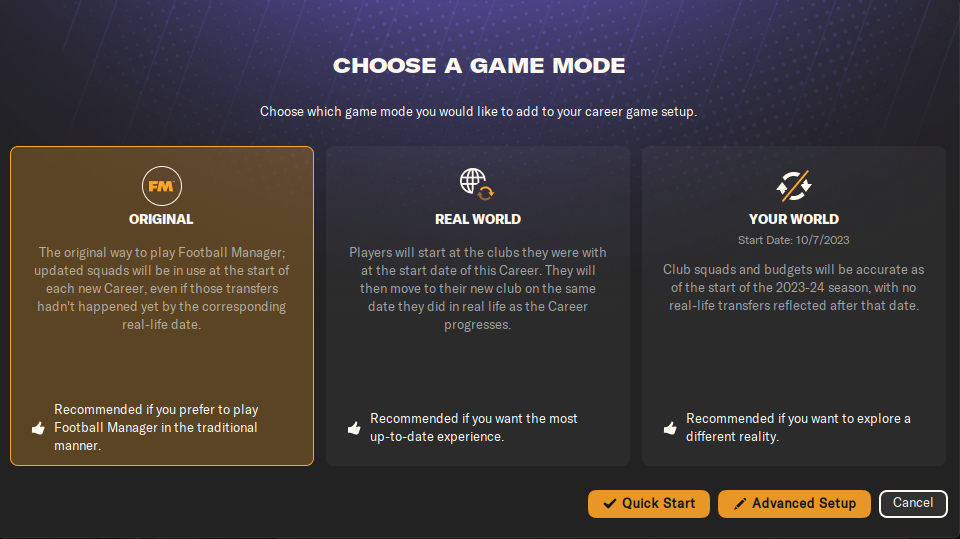 CHOOSE A GAME MODE
Choose which game mode you would like to add to your career game setup.
FM
ORIGINAL
The original way to play Football Manager;
updated squads will be in use at the start of
each new Career, even if those transfers
hadn't happened yet by the corresponding
real-life date.
Recommended if you prefer to play
Football Manager in the traditional
manner.
REAL WORLD
Players will start at the clubs they were with
at the start date of this Career. They will
then move to their new club on the same
date they did in real life as the Career
progresses.
Recommended if you want the most
up-to-date experience.
YOUR WORLD
Start Date: 10/7/2023
Club squads and budgets will be accurate as
of the start of the 2023-24 season, with no
real-life transfers reflected after that date.
Recommended if you want to explore a
different reality.
Quick Start
Advanced Setup
Cancel